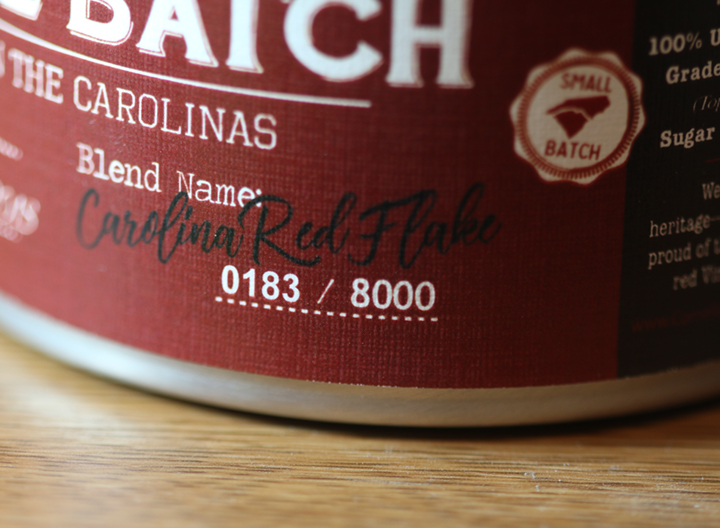 BATCH
THE CAROLINAS
Blend Name:
Carolina Red Flake
0183 / 8000
SMALL
BATCH
100%
Grade
Sugar
We
heritage-
proud of
red